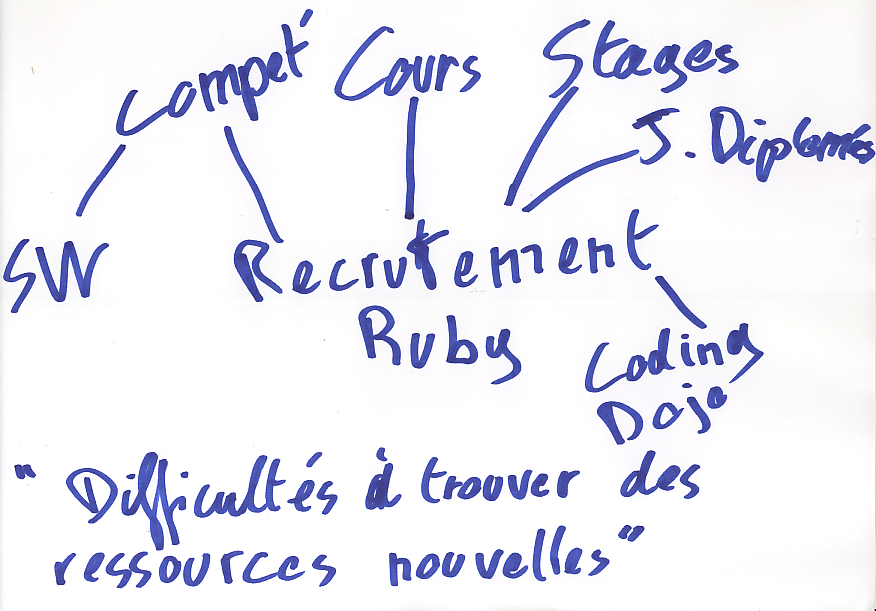 Compet' Cours Stages
J. Diplomés
SW Recrutement
Ruby
Coding
Dojo
"Difficultés à trouver des
ressources nouvelles"